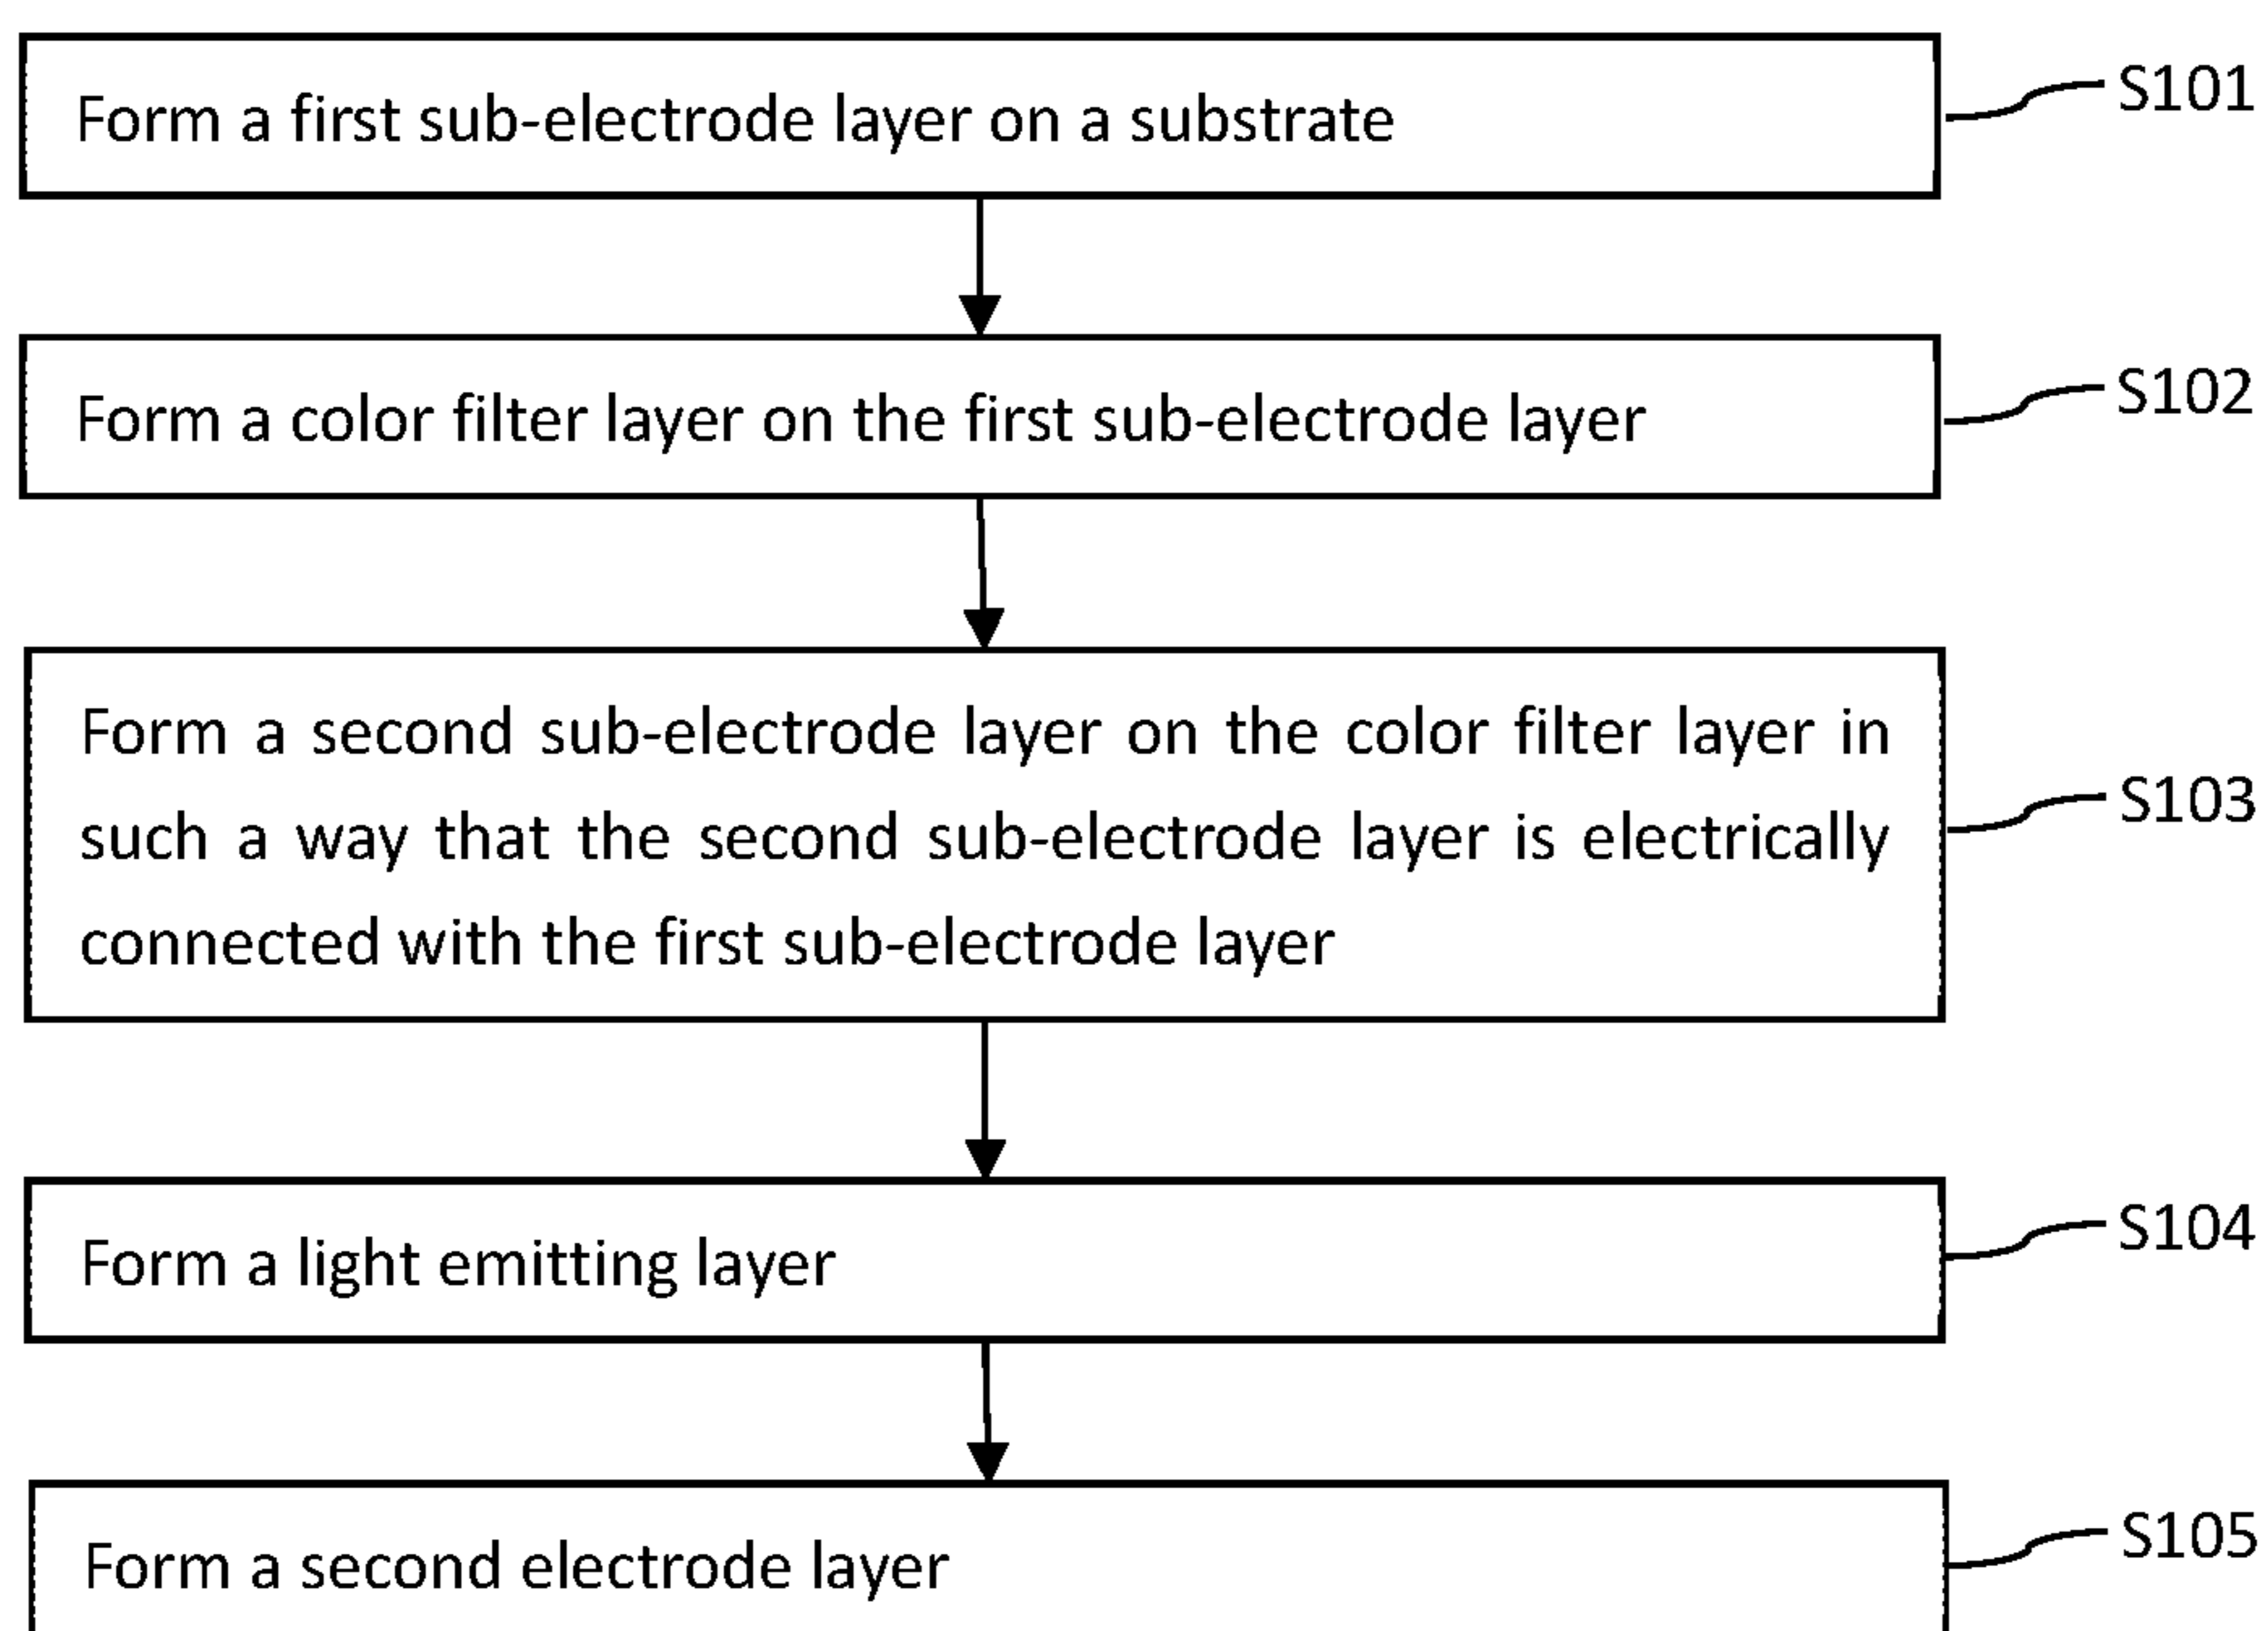 Form a first sub-electrode layer on a substrate
S101
Form a color filter layer on the first sub-electrode layer
S102
Form a second sub-electrode layer on the color filter layer in
such a way that the second sub-electrode layer is electrically
connected with the first sub-electrode layer
S103
Form a light emitting layer
S104
Form a second electrode layer
S105